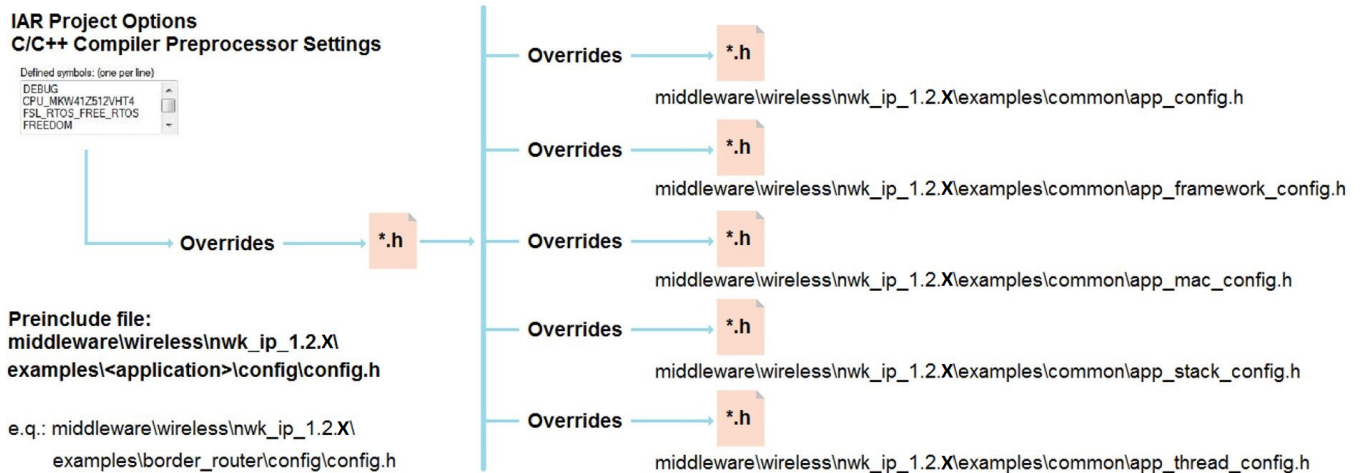 IAR Project Options
C/C++ Compiler Preprocessor Settings
Defined symbols: (one per line)
DEBUG
CPU_MKW41Z512VHT4
FSL_RTOS_FREE_RTOS
FREEDOM
Overrides
*.h
Preinclude file:
middleware\wireless\nwk_ip_1.2.X\
examples\<application>\config\config.h
e.q.: middleware\wireless\nwk_ip_1.2.X\
examples\border_router\config\config.h
Overrides
*.h
middleware\wireless\nwk_ip_1.2.X\examples\common\app_config.h
Overrides
*.h
middleware\wireless\nwk_ip_1.2.X\examples\common\app_framework_config.h
Overrides
*.h
middleware\wireless\nwk_ip_1.2.X\examples\common\app_mac_config.h
Overrides
*.h
middleware\wireless\nwk_ip_1.2.X\examples\common\app_stack_config.h
Overrides
*.h
middleware\wireless\nwk_ip_1.2.X\examples\common\app_thread_config.h